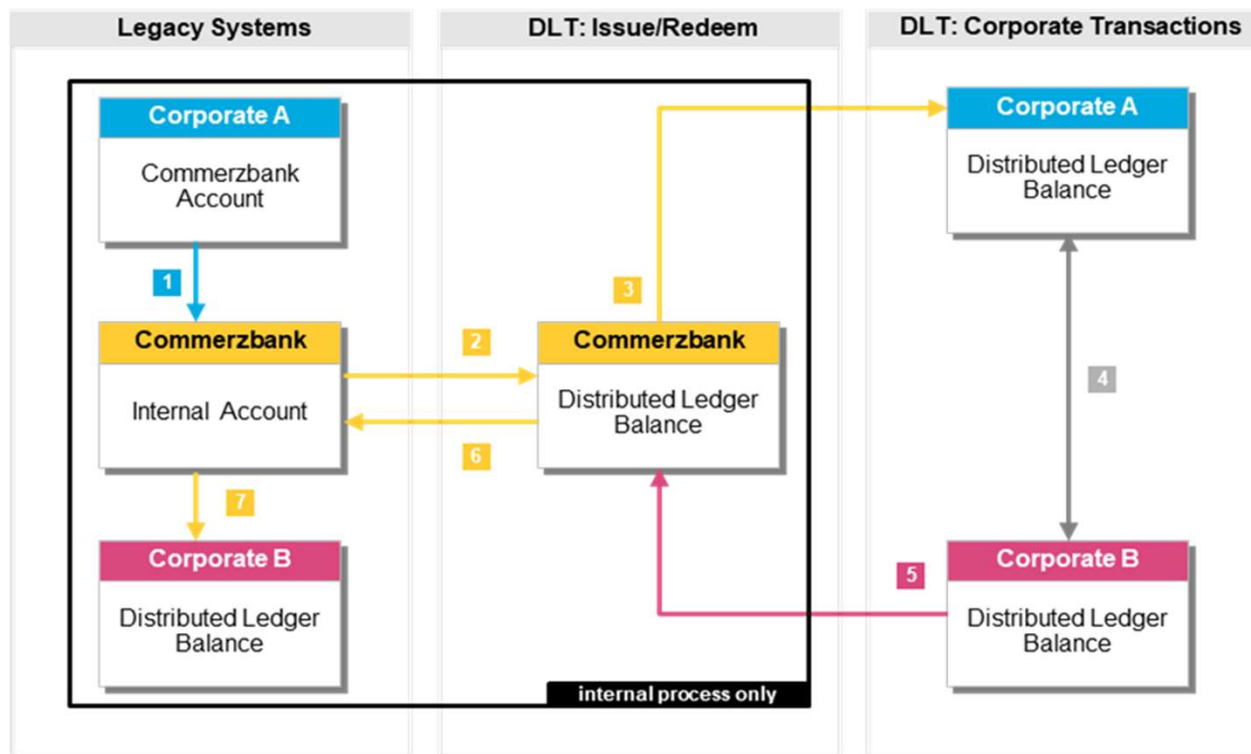 Legacy Systems
DLT: Issue/Redeem
DLT: Corporate Transactions
Corporate A
Commerzbank
Account
1
Commerzbank
Internal Account
7
Corporate B
Distributed Ledger
Balance
2
6
3
Commerzbank
Distributed Ledger
Balance
internal process only
Corporate A
Distributed Ledger
Balance
4
5
Corporate B
Distributed Ledger
Balance